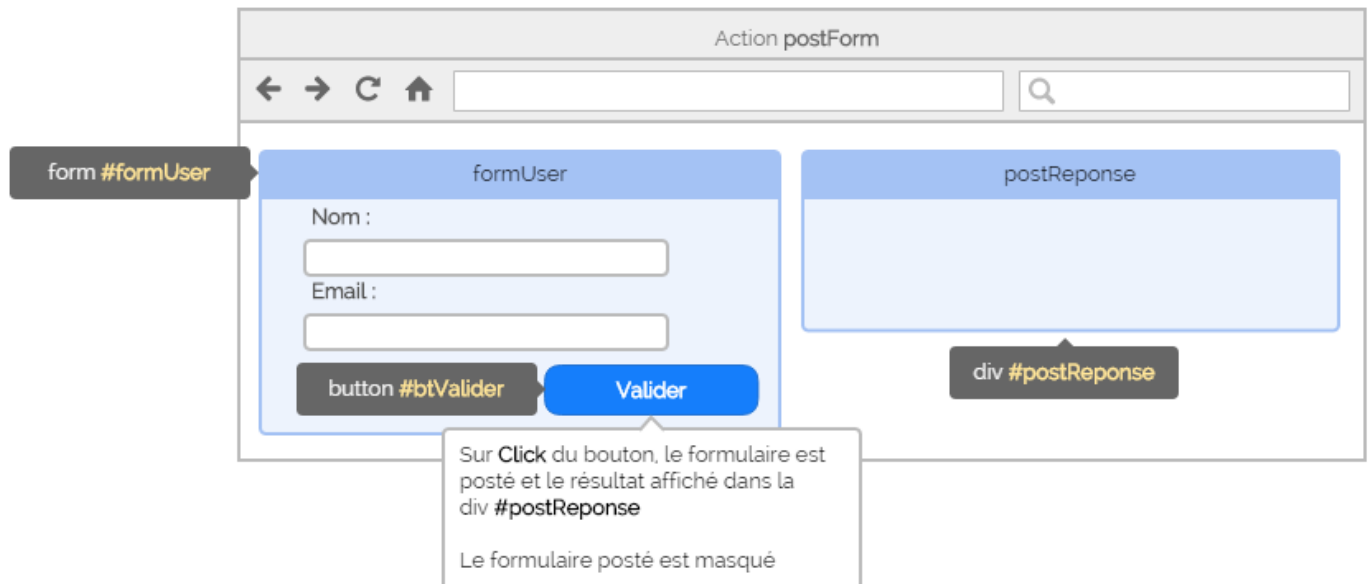 Action postForm
form #formUser
formUser
postReponse
Nom :
Email :
button #btValider
Valider
div #postReponse
Sur Click du bouton, le formulaire est
posté et le résultat affiché dans la
div #postReponse
Le formulaire posté est masqué